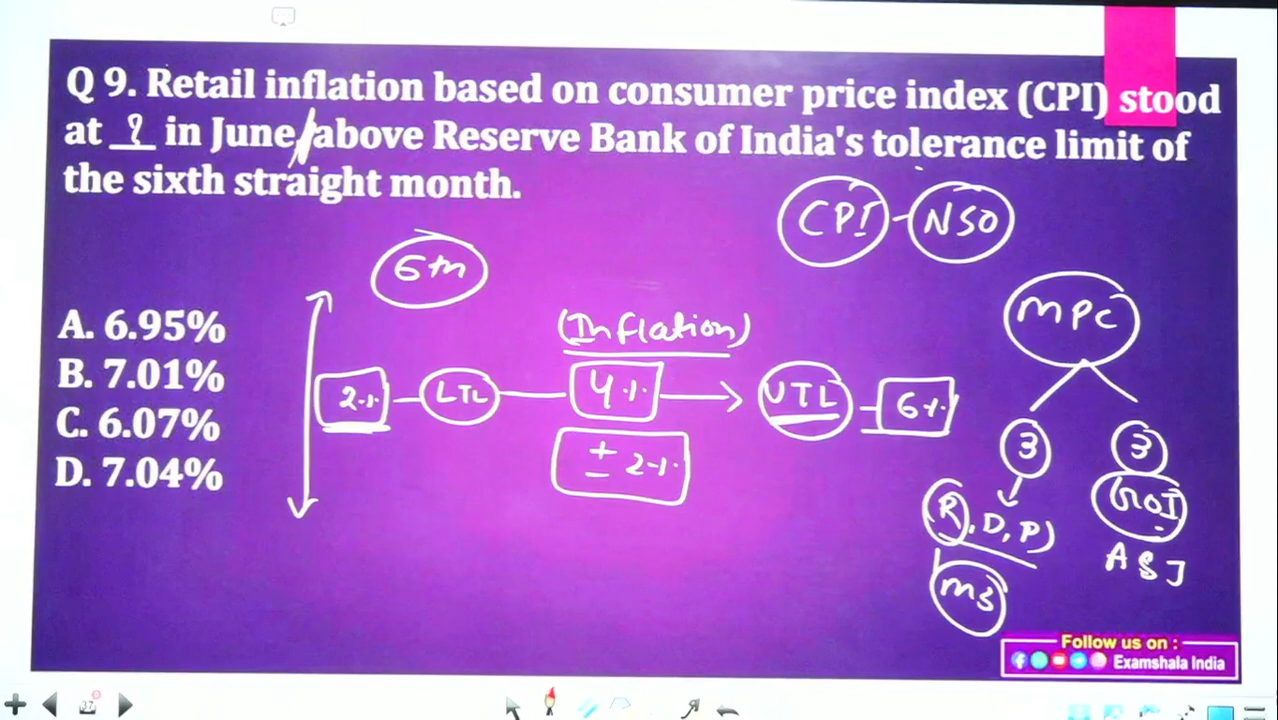 Q 9. Retail inflation based on consumer price index (CPI) stood
at ? in June, above Reserve Bank of India's tolerance limit of
the sixth straight month.
CPI - NSO
6th
A. 6.95%
B. 7.01%
C. 6.07%
D. 7.04%
(Inflation)
2% LTL 4% UTL 6%
± 2%
MPC
3 3
(R, D, P) GOI
M3 A S J
Follow us on :
Examshala India
37